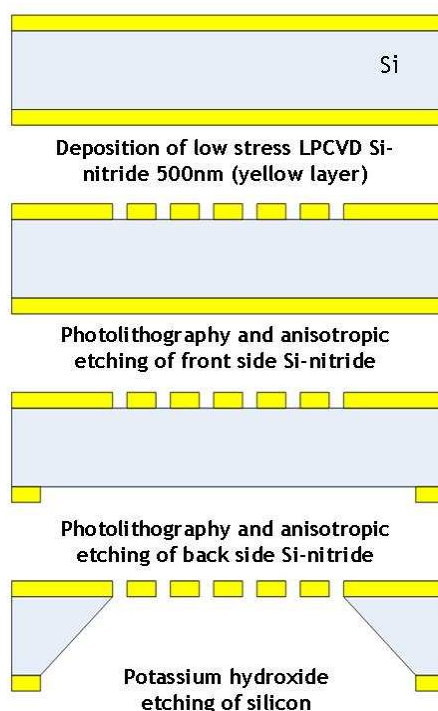 Si
Deposition of low stress LPCVD Si-
nitride 500nm (yellow layer)
Photolithography and anisotropic
etching of front side Si-nitride
Photolithography and anisotropic
etching of back side Si-nitride
Potassium hydroxide
etching of silicon